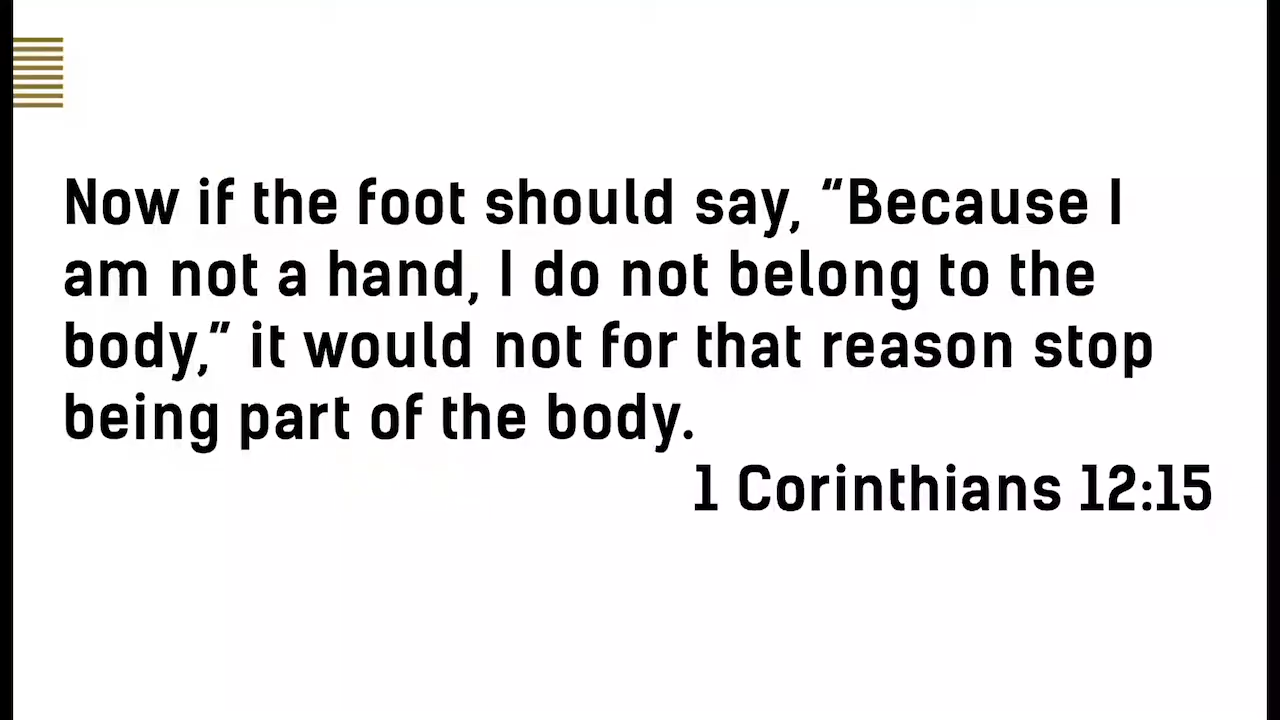 Now if the foot should say, “Because I
am not a hand, I do not belong to the
body,” it would not for that reason stop
being part of the body.
1 Corinthians 12:15